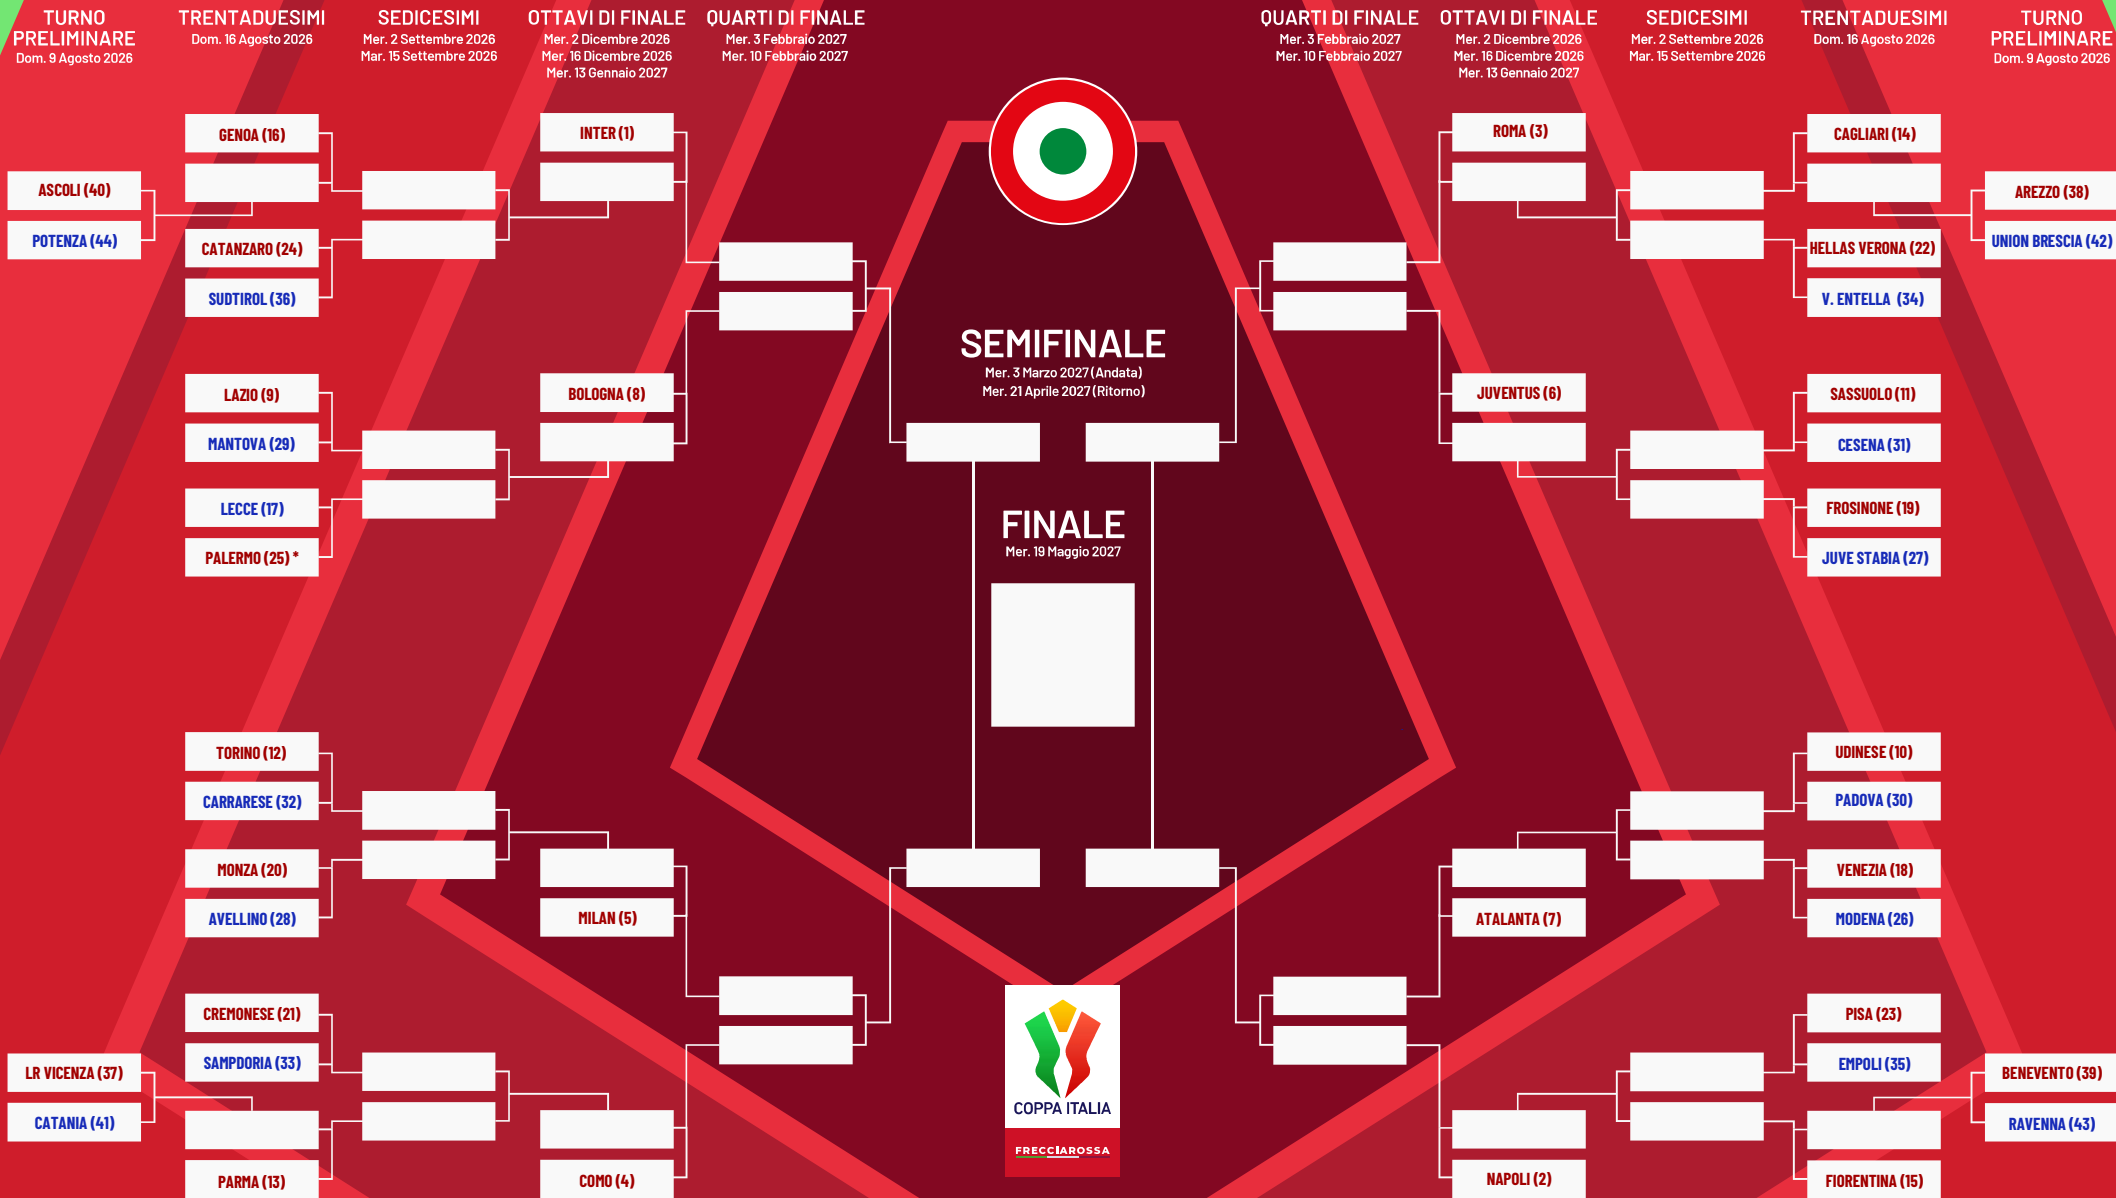 TURNO
PRELIMINARE
Dom. 9 Agosto 2026
TRENTADUESIMI
Dom. 16 Agosto 2026
SEDICESIMI
Mer. 2 Settembre 2026
Mar. 15 Settembre 2026
OTTAVI DI FINALE
Mer. 2 Dicembre 2026
Mer. 16 Dicembre 2026
Mer. 13 Gennaio 2027
QUARTI DI FINALE
Mer. 3 Febbraio 2027
Mer. 10 Febbraio 2027
QUARTI DI FINALE
Mer. 3 Febbraio 2027
Mer. 10 Febbraio 2027
OTTAVI DI FINALE
Mer. 2 Dicembre 2026
Mer. 16 Dicembre 2026
Mer. 13 Gennaio 2027
SEDICESIMI
Mer. 2 Settembre 2026
Mar. 15 Settembre 2026
TRENTADUESIMI
Dom. 16 Agosto 2026
TURNO
PRELIMINARE
Dom. 9 Agosto 2026
ASCOLI (40)
POTENZA (44)
LR VICENZA (37)
CATANIA (41)
GENOA (16)
CATANZARO (24)
SUDTIROL (36)
LAZIO (9)
MANTOVA (29)
LECCE (17)
PALERMO (25) *
TORINO (12)
CARRARESE (32)
MONZA (20)
AVELLINO (28)
CREMONESE (21)
SAMPDORIA (33)
PARMA (13)
INTER (1)
BOLOGNA (8)
MILAN (5)
COMO (4)
SEMIFINALE
Mer. 3 Marzo 2027 (Andata)
Mer. 21 Aprile 2027 (Ritorno)
FINALE
Mer. 19 Maggio 2027
COPPA ITALIA
FRECCIAROSSA
ROMA (3)
JUVENTUS (6)
ATALANTA (7)
NAPOLI (2)
CAGLIARI (14)
HELLAS VERONA (22)
V. ENTELLA (34)
SASSUOLO (11)
CESENA (31)
FROSINONE (19)
JUVE STABIA (27)
UDINESE (10)
PADOVA (30)
VENEZIA (18)
MODENA (26)
PISA (23)
EMPOLI (35)
FIORENTINA (15)
AREZZO (38)
UNION BRESCIA (42)
BENEVENTO (39)
RAVENNA (43)